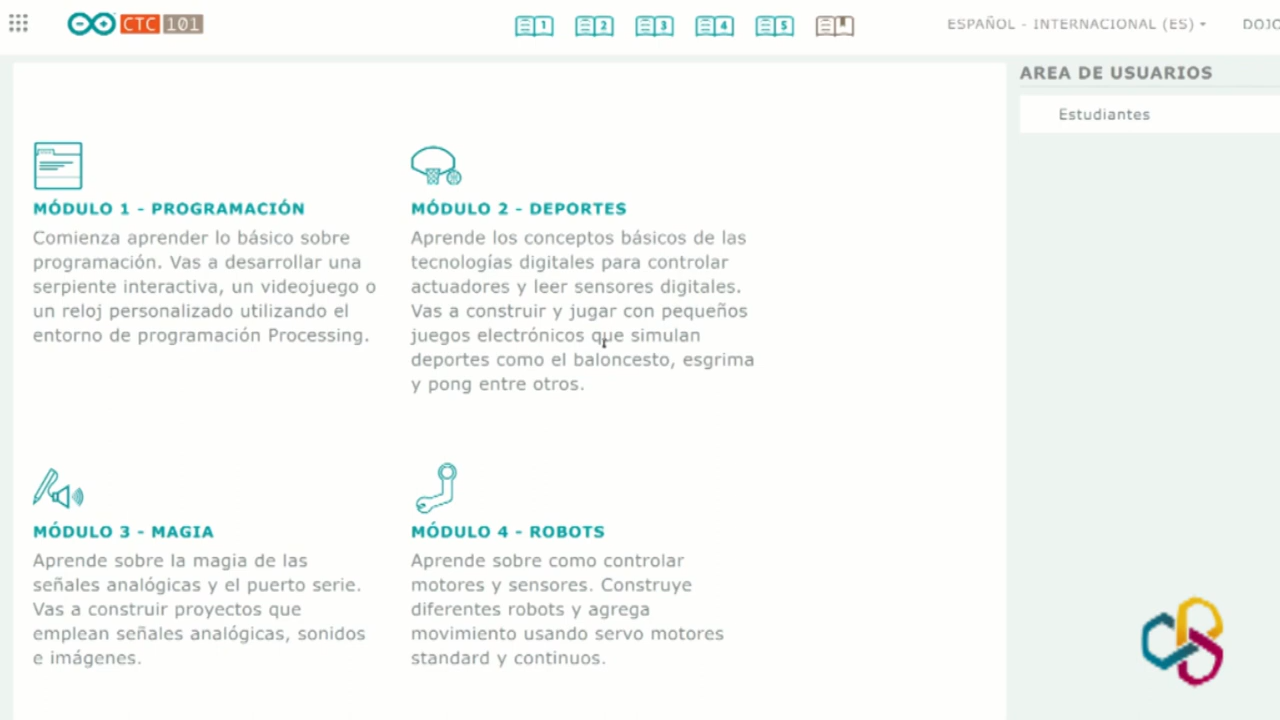 CTC 101
1 2 3 4 5
ESPAÑOL - INTERNACIONAL (ES)
AREA DE USUARIOS
Estudiantes
MÓDULO 1 - PROGRAMACIÓN
Comienza aprender lo básico sobre
programación. Vas a desarrollar una
serpiente interactiva, un videojuego o
un reloj personalizado utilizando el
entorno de programación Processing.
MÓDULO 2 - DEPORTES
Aprende los conceptos básicos de las
tecnologías digitales para controlar
actuadores y leer sensores digitales.
Vas a construir y jugar con pequeños
juegos electrónicos que simulan
deportes como el baloncesto, esgrima
y pong entre otros.
MÓDULO 3 - MAGIA
Aprende sobre la magia de las
señales analógicas y el puerto serie.
Vas a construir proyectos que
emplean señales analógicas, sonidos
e imágenes.
MÓDULO 4 - ROBOTS
Aprende sobre como controlar
motores y sensores. Construye
diferentes robots y agrega
movimiento usando servo motores
standard y continuos.